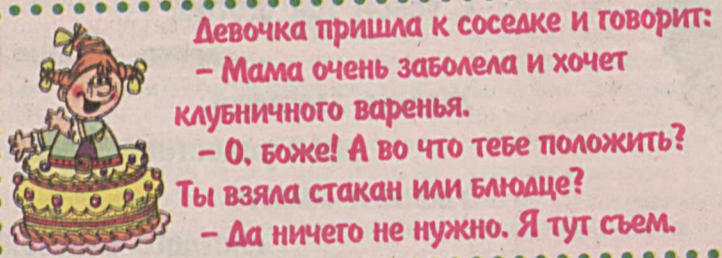 Девочка пришла к соседке и говорит:
– Мама очень заболела и хочет
клубничного варенья.
– О, боже! А во что тебе положить?
Ты взяла стакан или блюдце?
– Да ничего не нужно. Я тут съем.